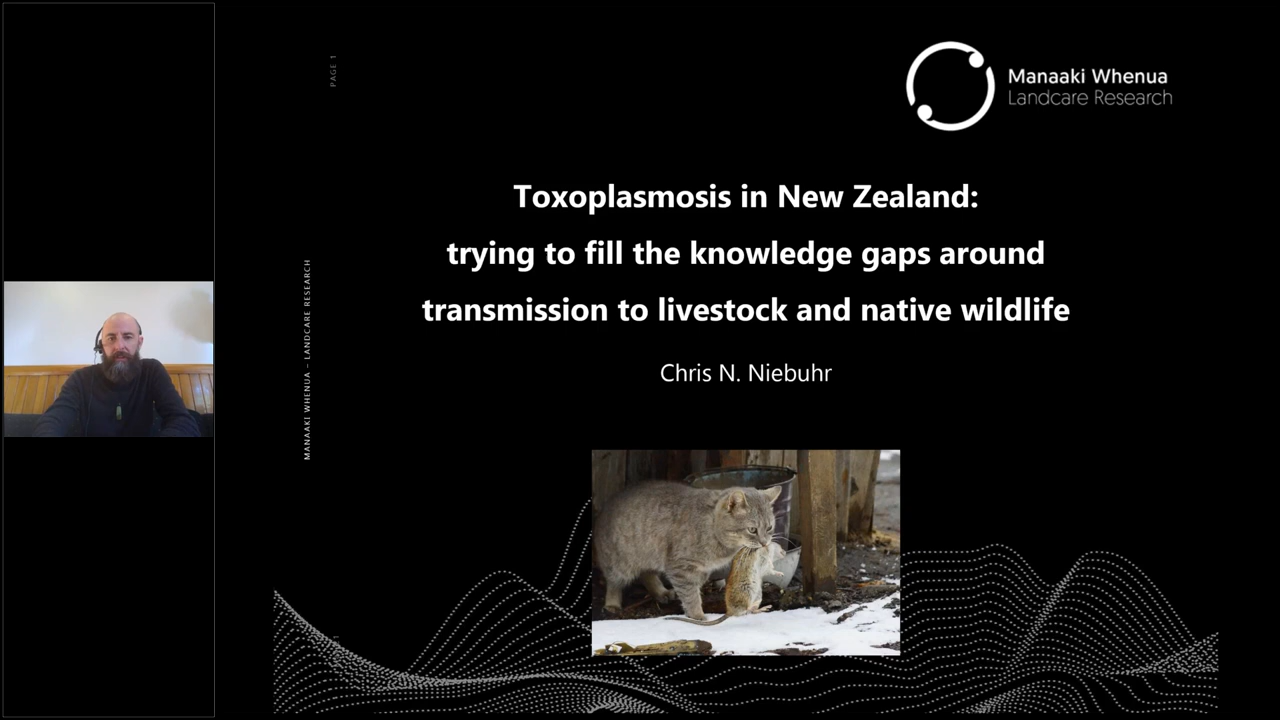 PAGE 1
Manaaki Whenua
Landcare Research
Toxoplasmosis in New Zealand:
trying to fill the knowledge gaps around
transmission to livestock and native wildlife
Chris N. Niebuhr
MANAAKI WHENUA – LANDCARE RESEARCH